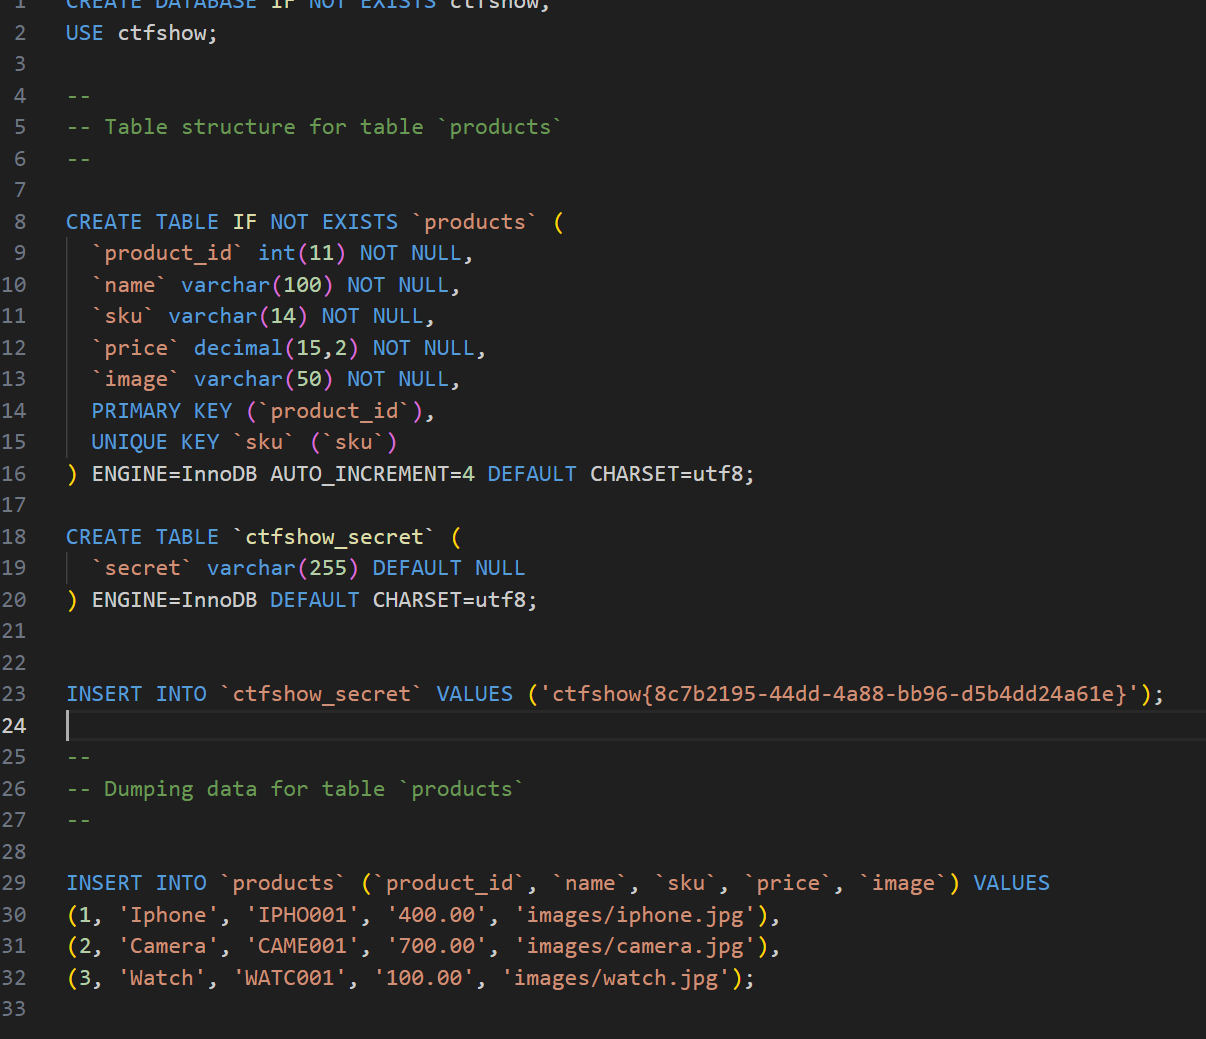 1 CREATE DATABASE IF NOT EXISTS ctfshow;
2 USE ctfshow;
3
4 --
5 -- Table structure for table `products`
6 --
7
8 CREATE TABLE IF NOT EXISTS `products` (
9 `product_id` int(11) NOT NULL,
10 `name` varchar(100) NOT NULL,
11 `sku` varchar(14) NOT NULL,
12 `price` decimal(15,2) NOT NULL,
13 `image` varchar(50) NOT NULL,
14 PRIMARY KEY (`product_id`),
15 UNIQUE KEY `sku` (`sku`)
16 ) ENGINE=InnoDB AUTO_INCREMENT=4 DEFAULT CHARSET=utf8;
17
18 CREATE TABLE `ctfshow_secret` (
19 `secret` varchar(255) DEFAULT NULL
20 ) ENGINE=InnoDB DEFAULT CHARSET=utf8;
21
22
23 INSERT INTO `ctfshow_secret` VALUES ('ctfshow{8c7b2195-44dd-4a88-bb96-d5b4dd24a61e}');
24
25 --
26 -- Dumping data for table `products`
27 --
28
29 INSERT INTO `products` (`product_id`, `name`, `sku`, `price`, `image`) VALUES
30 (1, 'Iphone', 'IPHO001', '400.00', 'images/iphone.jpg'),
31 (2, 'Camera', 'CAME001', '700.00', 'images/camera.jpg'),
32 (3, 'Watch', 'WATC001', '100.00', 'images/watch.jpg');
33